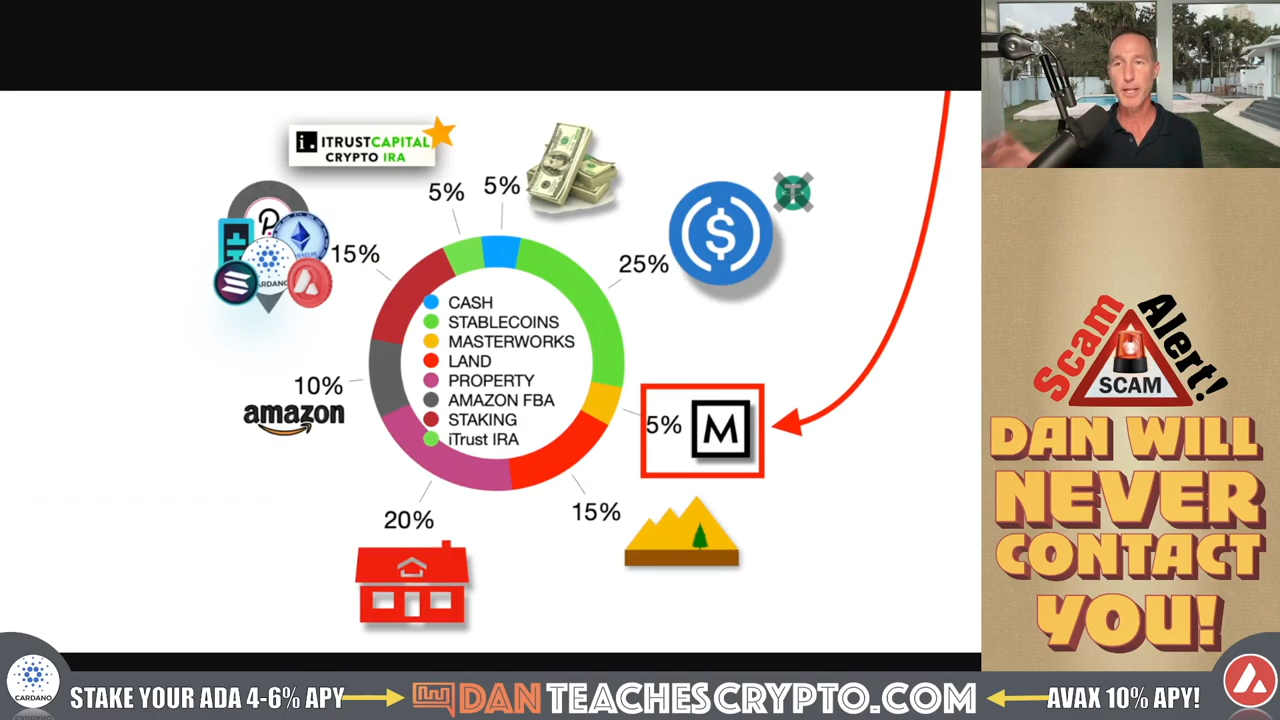 ITRUSTCAPITAL
CRYPTO IRA
5%
5%
15%
25%
CASH
STABLECOINS
MASTERWORKS
LAND
PROPERTY
AMAZON FBA
STAKING
iTrust IRA
10%
amazon
5%
M
20%
15%
Scam Alert!
SCAM
DAN WILL
NEVER
CONTACT
YOU!
CARDANO
STAKE YOUR ADA 4-6% APY
DANTEACHESCRYPTO.COM
AVAX 10% APY!